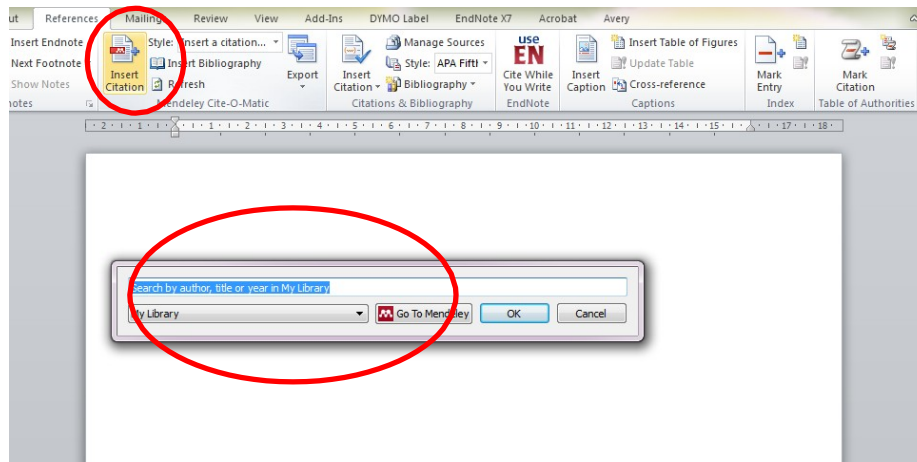 ut References Mailing Review View Add-Ins DYMO Label EndNote X7 Acrobat Avery
Insert Endnote
Next Footnote
Show Notes
notes
Insert
Citation
Style: Insert a citation...
Insert Bibliography
Refresh
Export
Mendeley Cite-O-Matic
Insert
Citation
Manage Sources
Style: APA Fifth
Bibliography
Citations & Bibliography
use
EN
Cite While
You Write
EndNote
Insert
Caption
Insert Table of Figures
Update Table
Cross-reference
Captions
Mark
Entry
Index
Mark
Citation
Table of Authorities
2 1 1 2 3 4 5 6 7 8 9 10 11 12 13 14 15 17 18
Search by author, title or year in My Library
My Library
Go To Mendeley
OK
Cancel